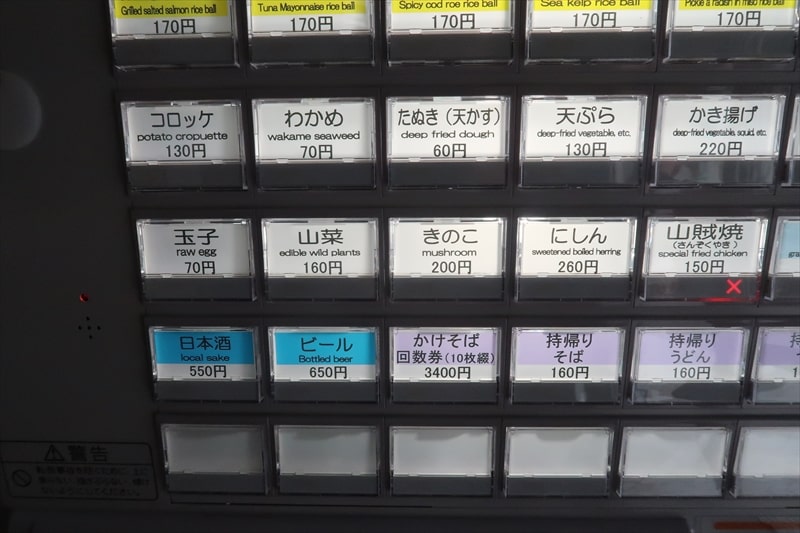 Grilled salted salmon rice ball
170円
Tuna Mayonnaise rice ball
170円
Spicy cod roe rice ball
170円
Sea kelp rice ball
170円
Pickle a radish in miso rice ball
170円
コロッケ
potato cropuette
130円
わかめ
wakame seaweed
70円
たぬき（天かす）
deep fried dough
60円
天ぷら
deep-fried vegetable, etc.
130円
かき揚げ
deep-fried vegetable, squid, etc.
220円
玉子
raw egg
70円
山菜
edible wild plants
160円
きのこ
mushroom
200円
にしん
sweetened boiled herring
260円
山賊焼
（さんぞくやき）
special fried chicken
150円
×
日本酒
local sake
550円
ビール
Bottled beer
650円
かけそば
回数券（10枚綴）
3400円
持帰り
そば
160円
持帰り
うどん
160円
警告